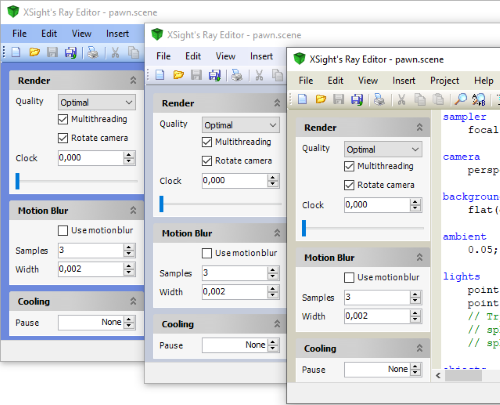 XSight's Ray Editor - pawn.scene
File Edit View Insert
Render
Quality Optimal
Multithreading
Rotate camera
Clock 0,000
Motion Blur
Use motionblur
Samples 3
Width 0,002
Cooling
Pause None
XSight's Ray Editor - pawn.scene
File Edit View Insert
Render
Quality Optimal
Multithreading
Rotate camera
Clock 0,000
Motion Blur
Use motionblur
Samples 3
Width 0,002
Cooling
Pause None
XSight's Ray Editor - pawn.scene
File Edit View Insert Project Help
Render
Quality Optimal
Multithreading
Rotate camera
Clock 0,000
Motion Blur
Use motionblur
Samples 3
Width 0,002
Cooling
Pause None
sampler
focal
camera
persp
background
flat(
ambient
0.05;
lights
point
point
// Tr
// sp
// sp
objects